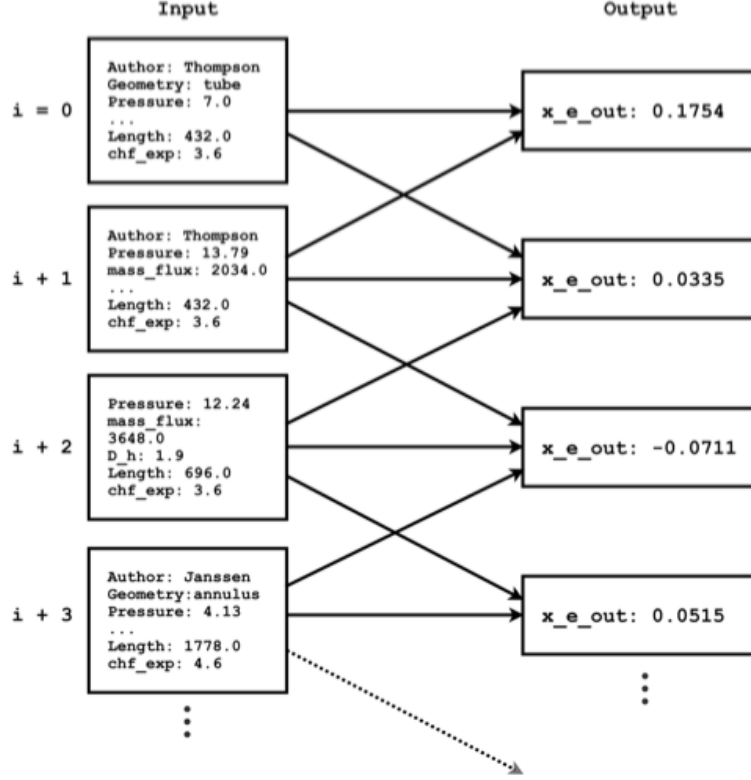 Input
Output
i = 0
Author: Thompson
Geometry: tube
Pressure: 7.0
...
Length: 432.0
chf_exp: 3.6
x_e_out: 0.1754
i + 1
Author: Thompson
Pressure: 13.79
mass_flux: 2034.0
...
Length: 432.0
chf_exp: 3.6
x_e_out: 0.0335
i + 2
Pressure: 12.24
mass_flux:
3648.0
D_h: 1.9
Length: 696.0
chf_exp: 3.6
x_e_out: -0.0711
i + 3
Author: Janssen
Geometry:annulus
Pressure: 4.13
...
Length: 1778.0
chf_exp: 4.6
x_e_out: 0.0515